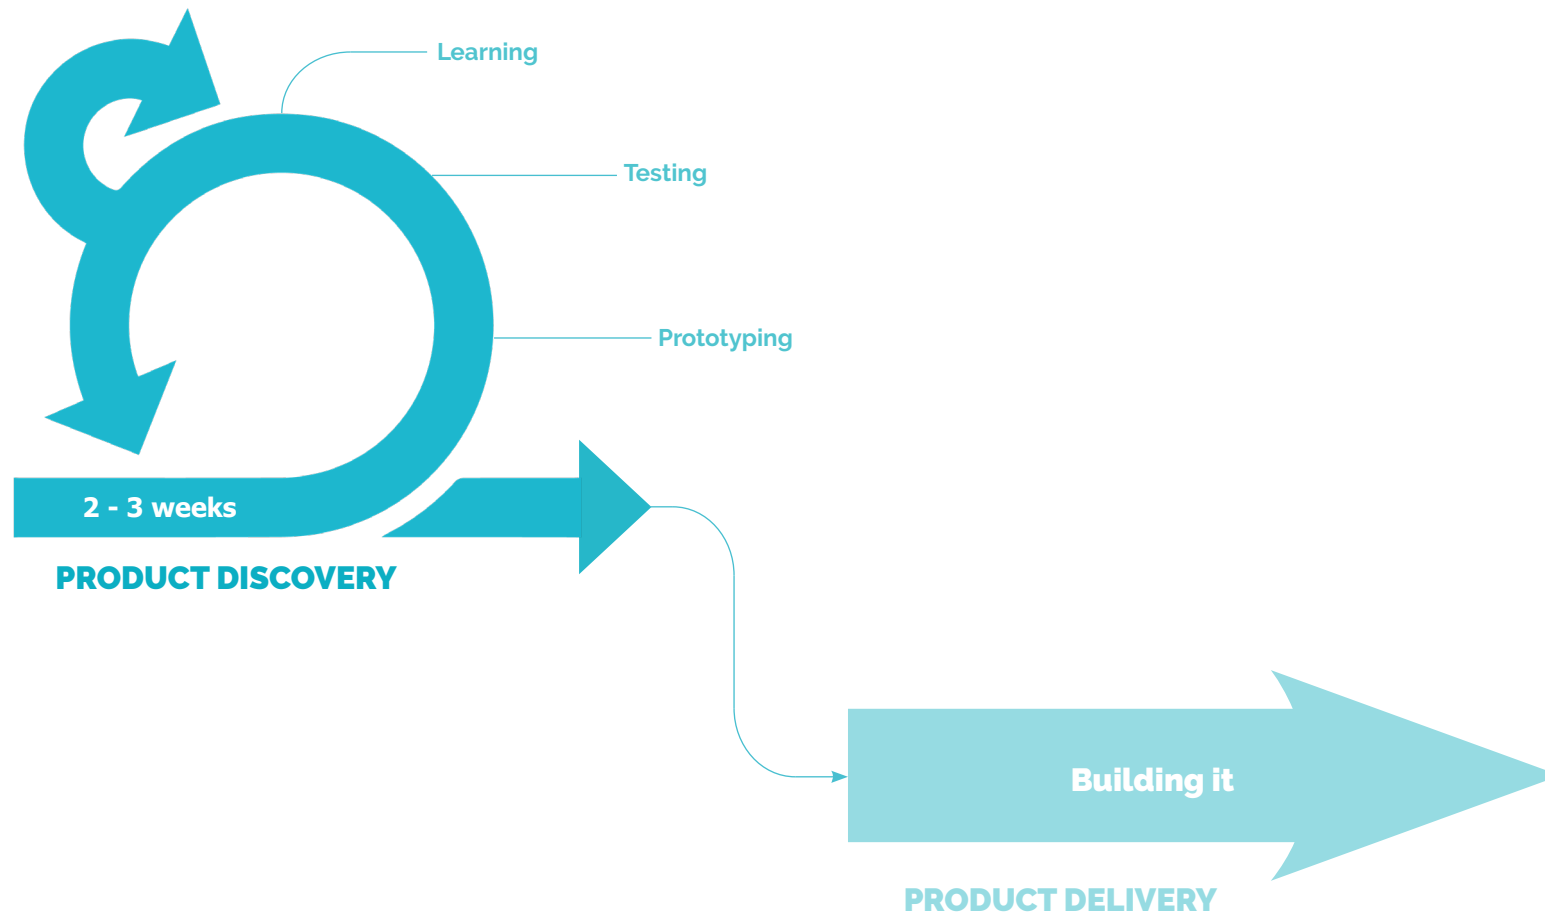 Learning
Testing
Prototyping
2 - 3 weeks
PRODUCT DISCOVERY
Building it
PRODUCT DELIVERY